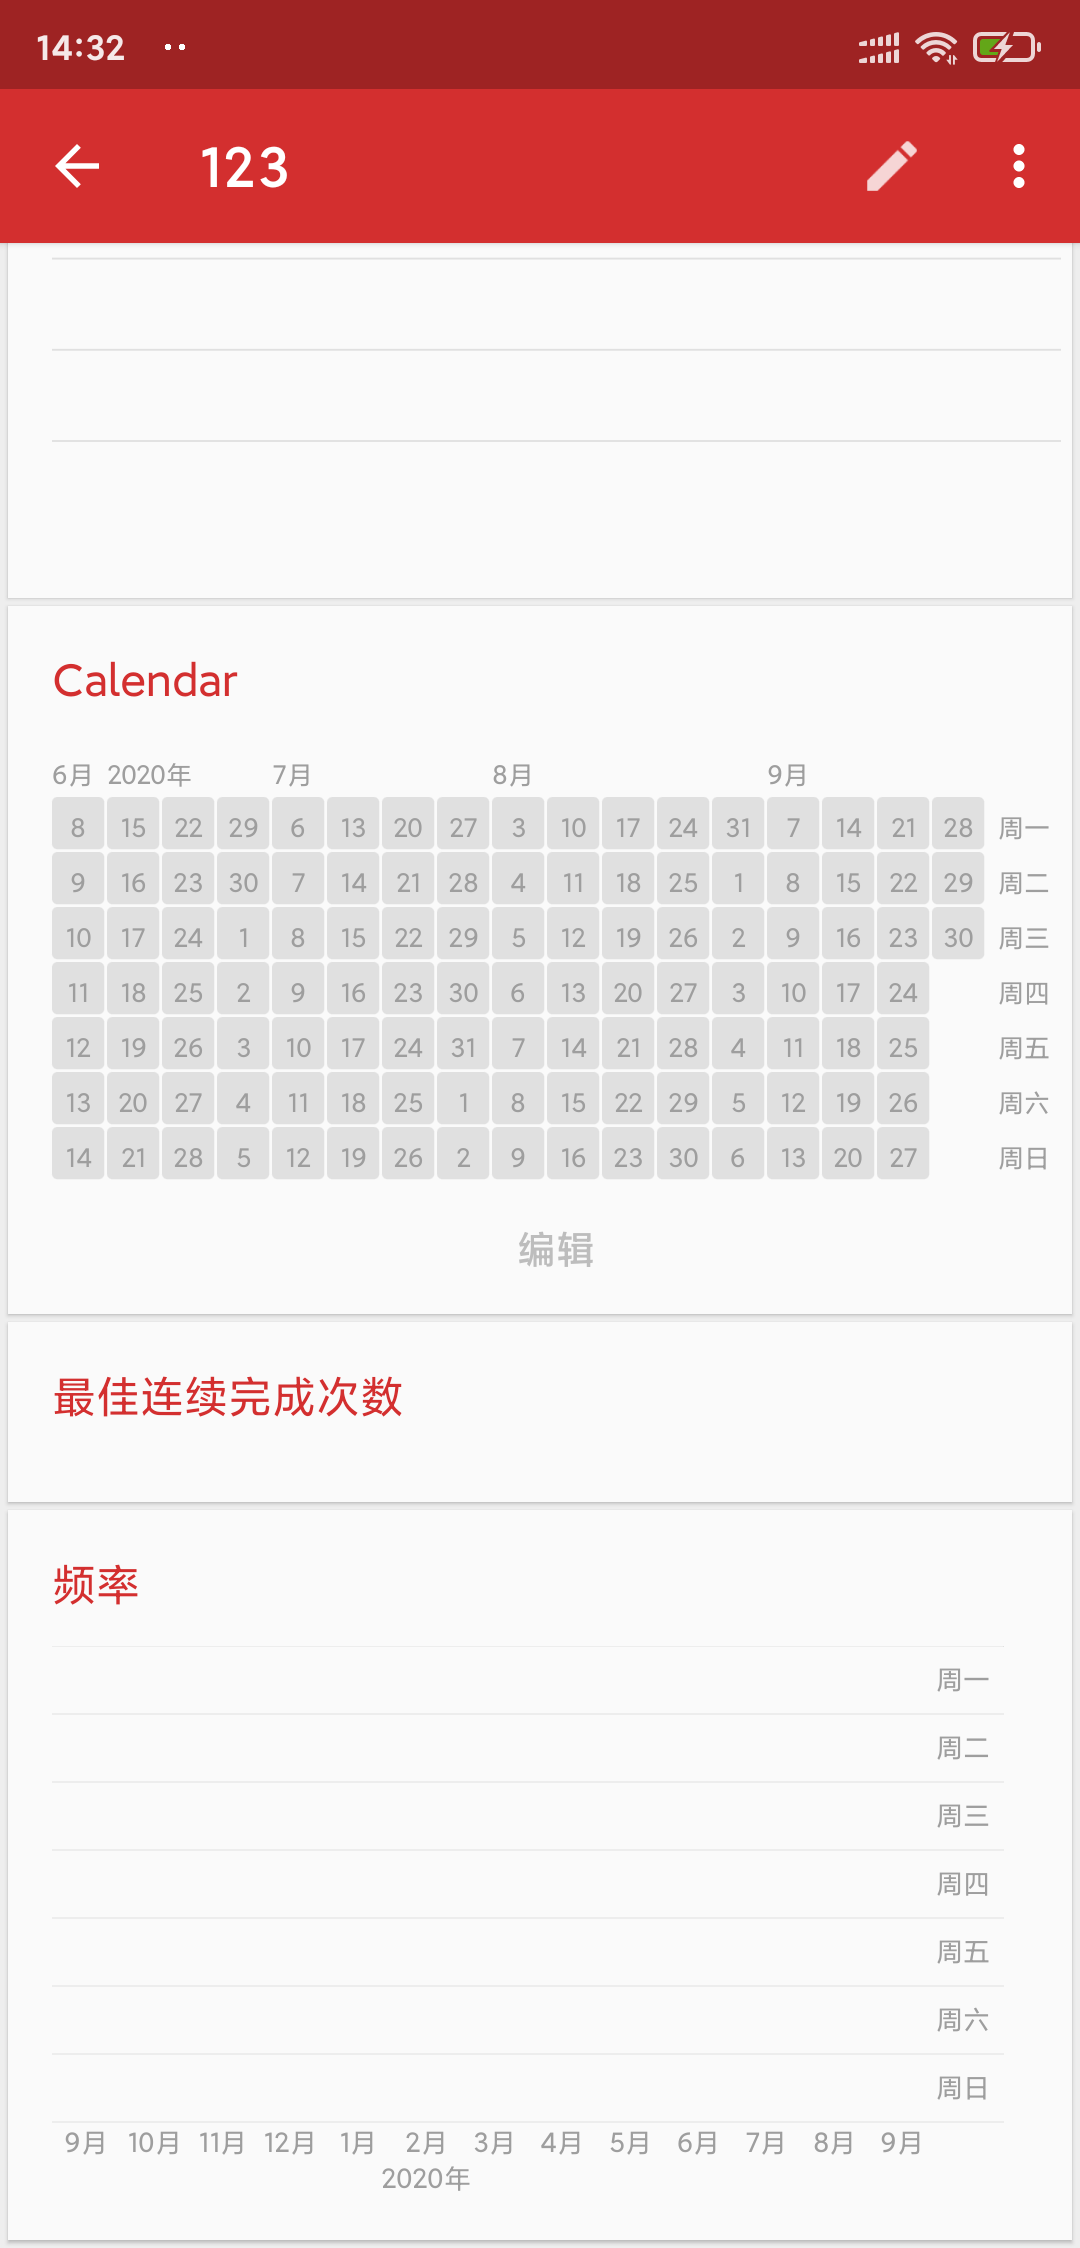 14:32
123
Calendar
6月 2020年 7月 8月 9月
8 15 22 29 6 13 20 27 3 10 17 24 31 7 14 21 28 周一
9 16 23 30 7 14 21 28 4 11 18 25 1 8 15 22 29 周二
10 17 24 1 8 15 22 29 5 12 19 26 2 9 16 23 30 周三
11 18 25 2 9 16 23 30 6 13 20 27 3 10 17 24 周四
12 19 26 3 10 17 24 31 7 14 21 28 4 11 18 25 周五
13 20 27 4 11 18 25 1 8 15 22 29 5 12 19 26 周六
14 21 28 5 12 19 26 2 9 16 23 30 6 13 20 27 周日
编辑
最佳连续完成次数
频率
周一
周二
周三
周四
周五
周六
周日
9月 10月 11月 12月 1月 2月 3月 4月 5月 6月 7月 8月 9月
2020年